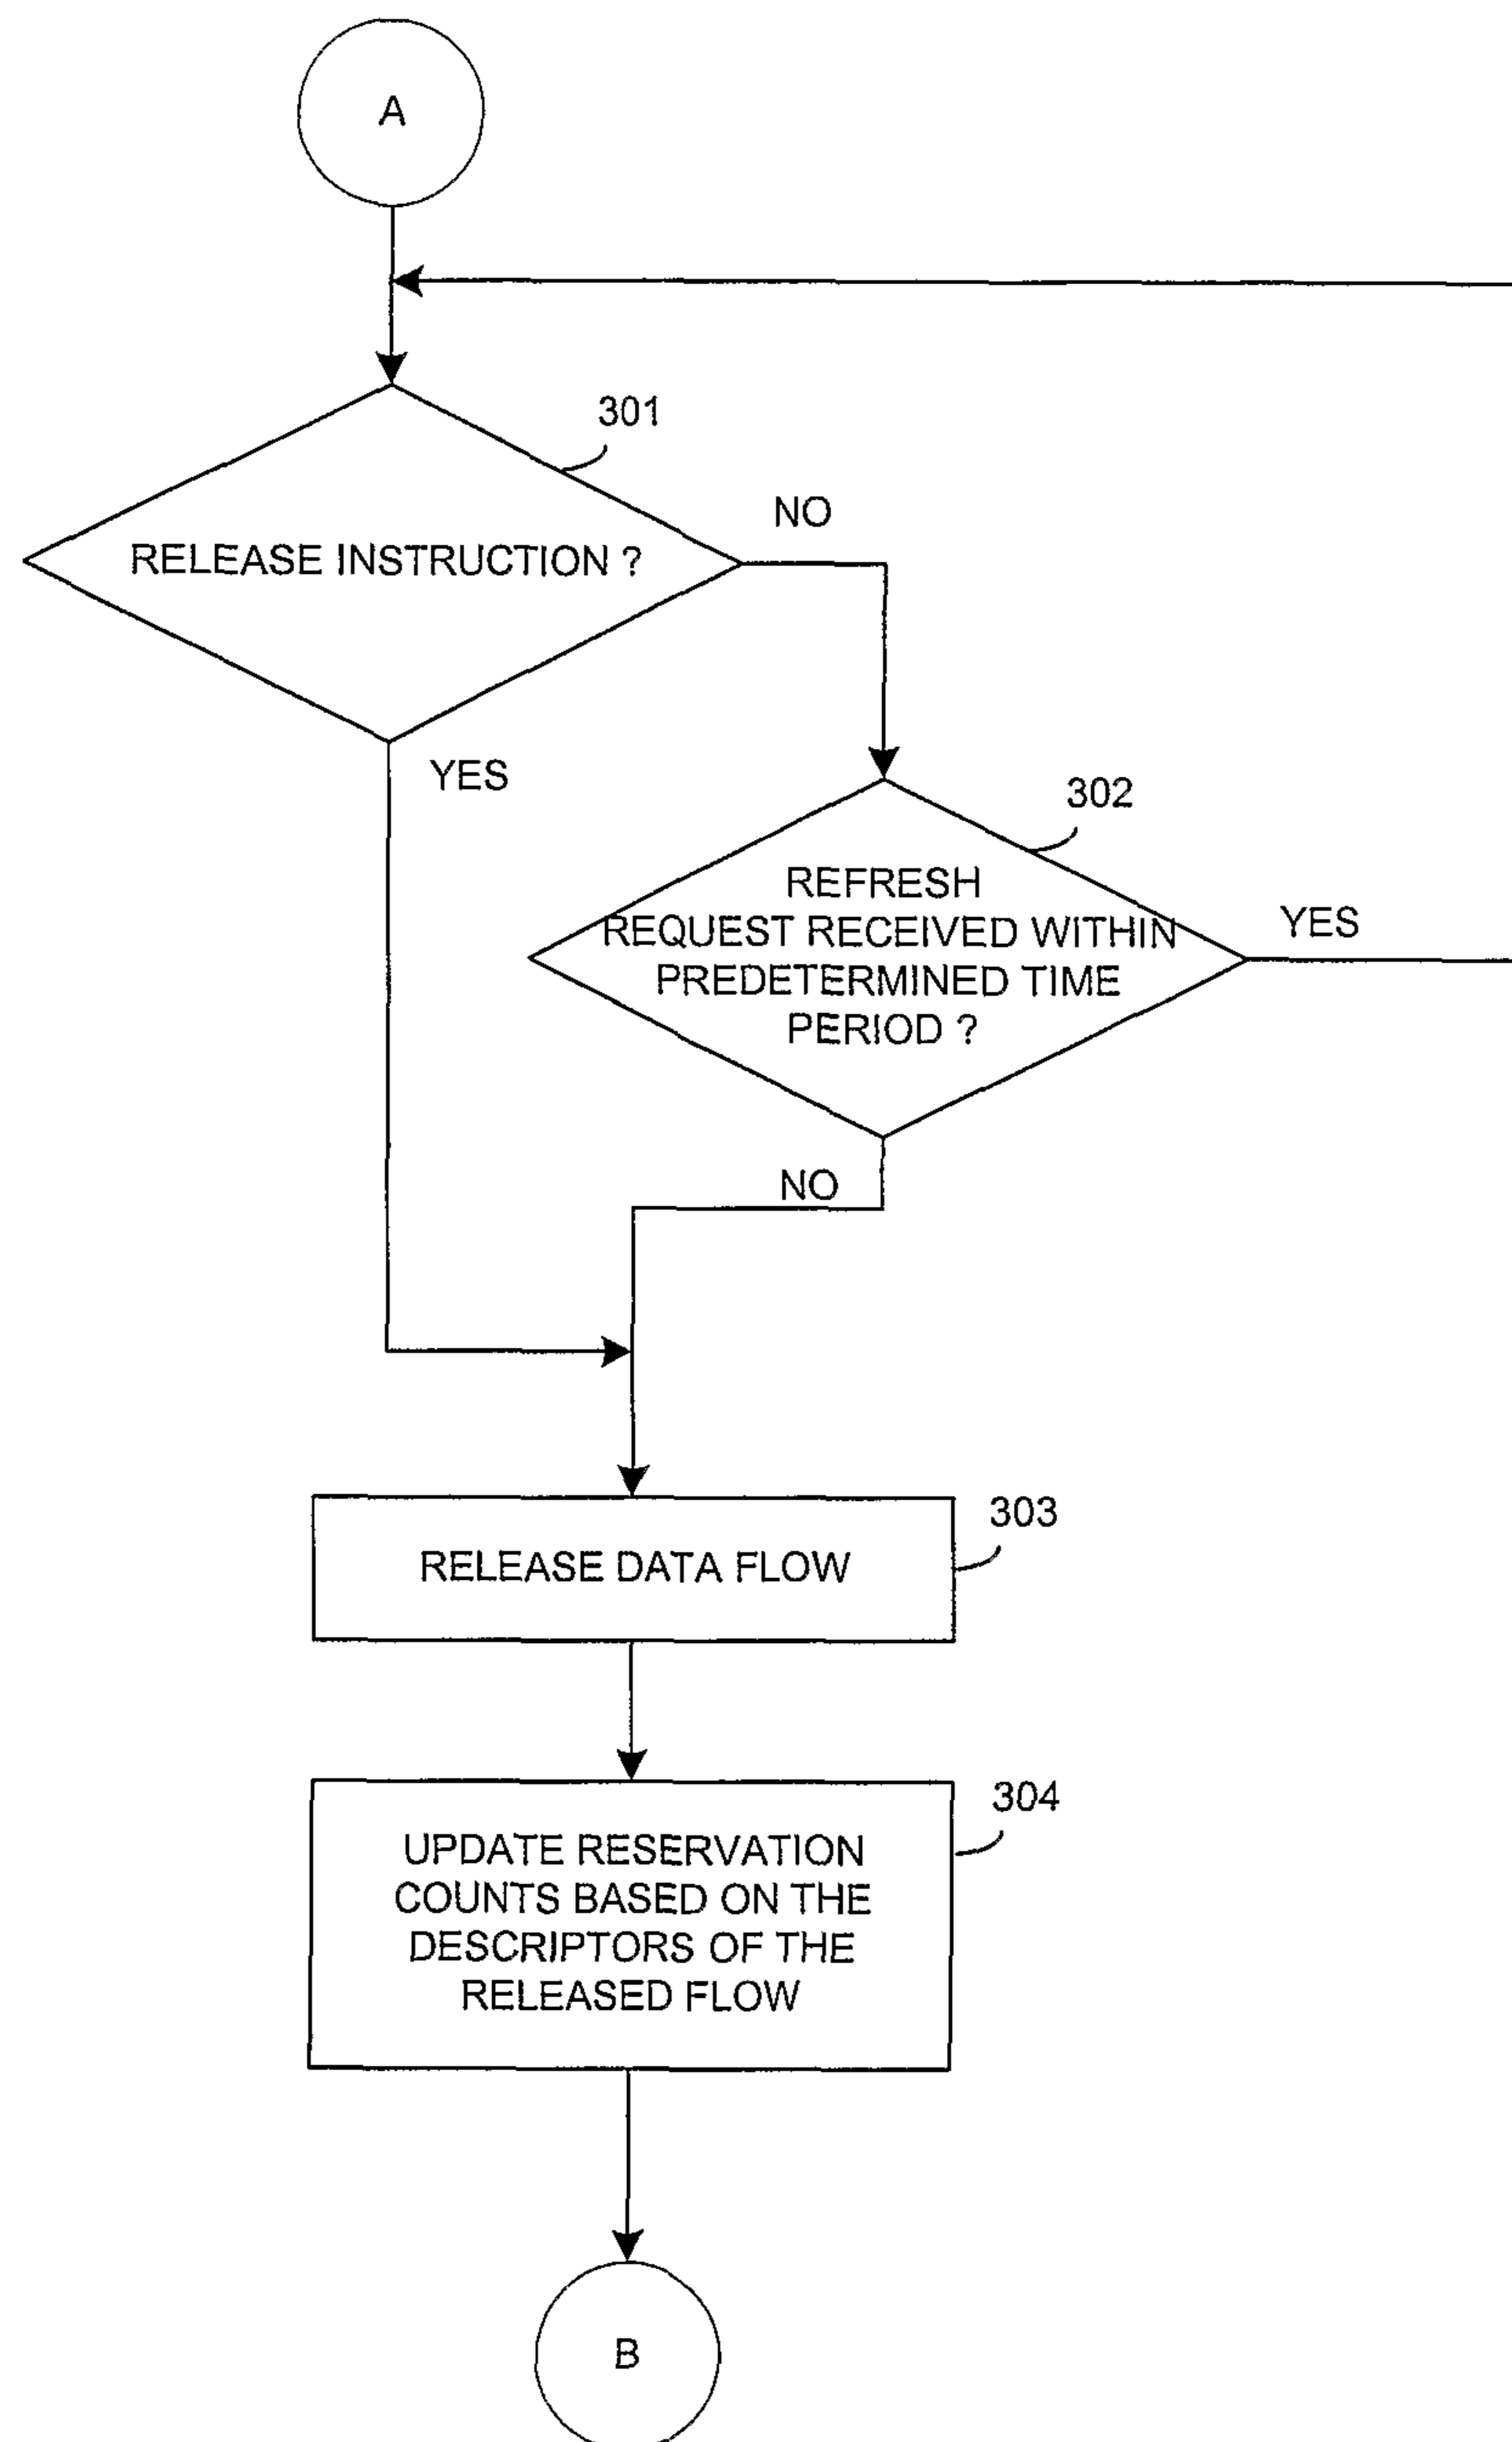 A
301
NO
RELEASE INSTRUCTION ?
YES
302
REFRESH
REQUEST RECEIVED WITHIN
PREDETERMINED TIME
PERIOD ?
YES
NO
303
RELEASE DATA FLOW
304
UPDATE RESERVATION
COUNTS BASED ON THE
DESCRIPTORS OF THE
RELEASED FLOW
B